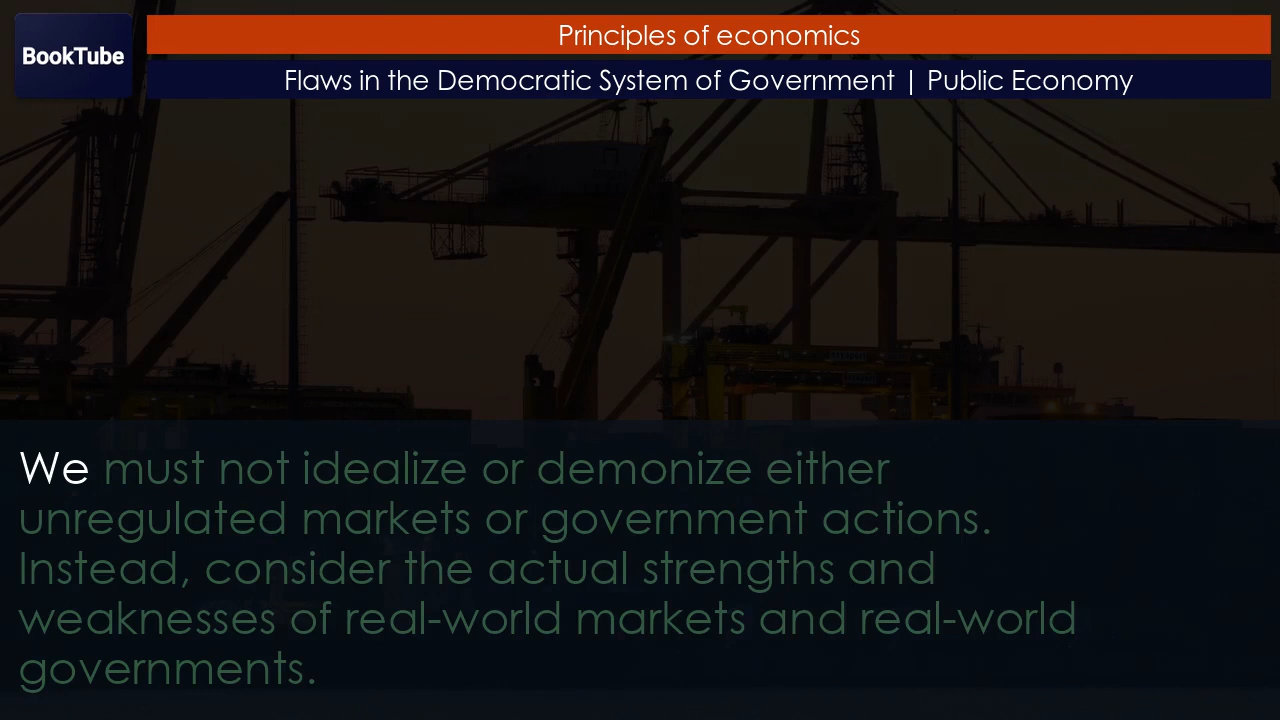 BookTube
Principles of economics
Flaws in the Democratic System of Government | Public Economy
We must not idealize or demonize either
unregulated markets or government actions.
Instead, consider the actual strengths and
weaknesses of real-world markets and real-world
governments.